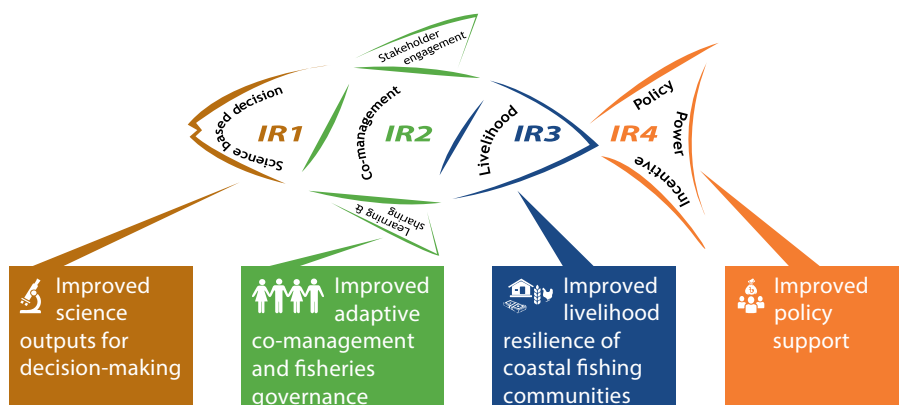 Stakeholder
engagement
Science based decision
IR1
Co-management
IR2
Livelihood
IR3
IR4
Policy
Power
Incentive
Learning &
sharing
Improved
science
outputs for
decision-making
Improved
adaptive
co-management
and fisheries
governance
Improved
livelihood
resilience of
coastal fishing
communities
Improved
policy
support